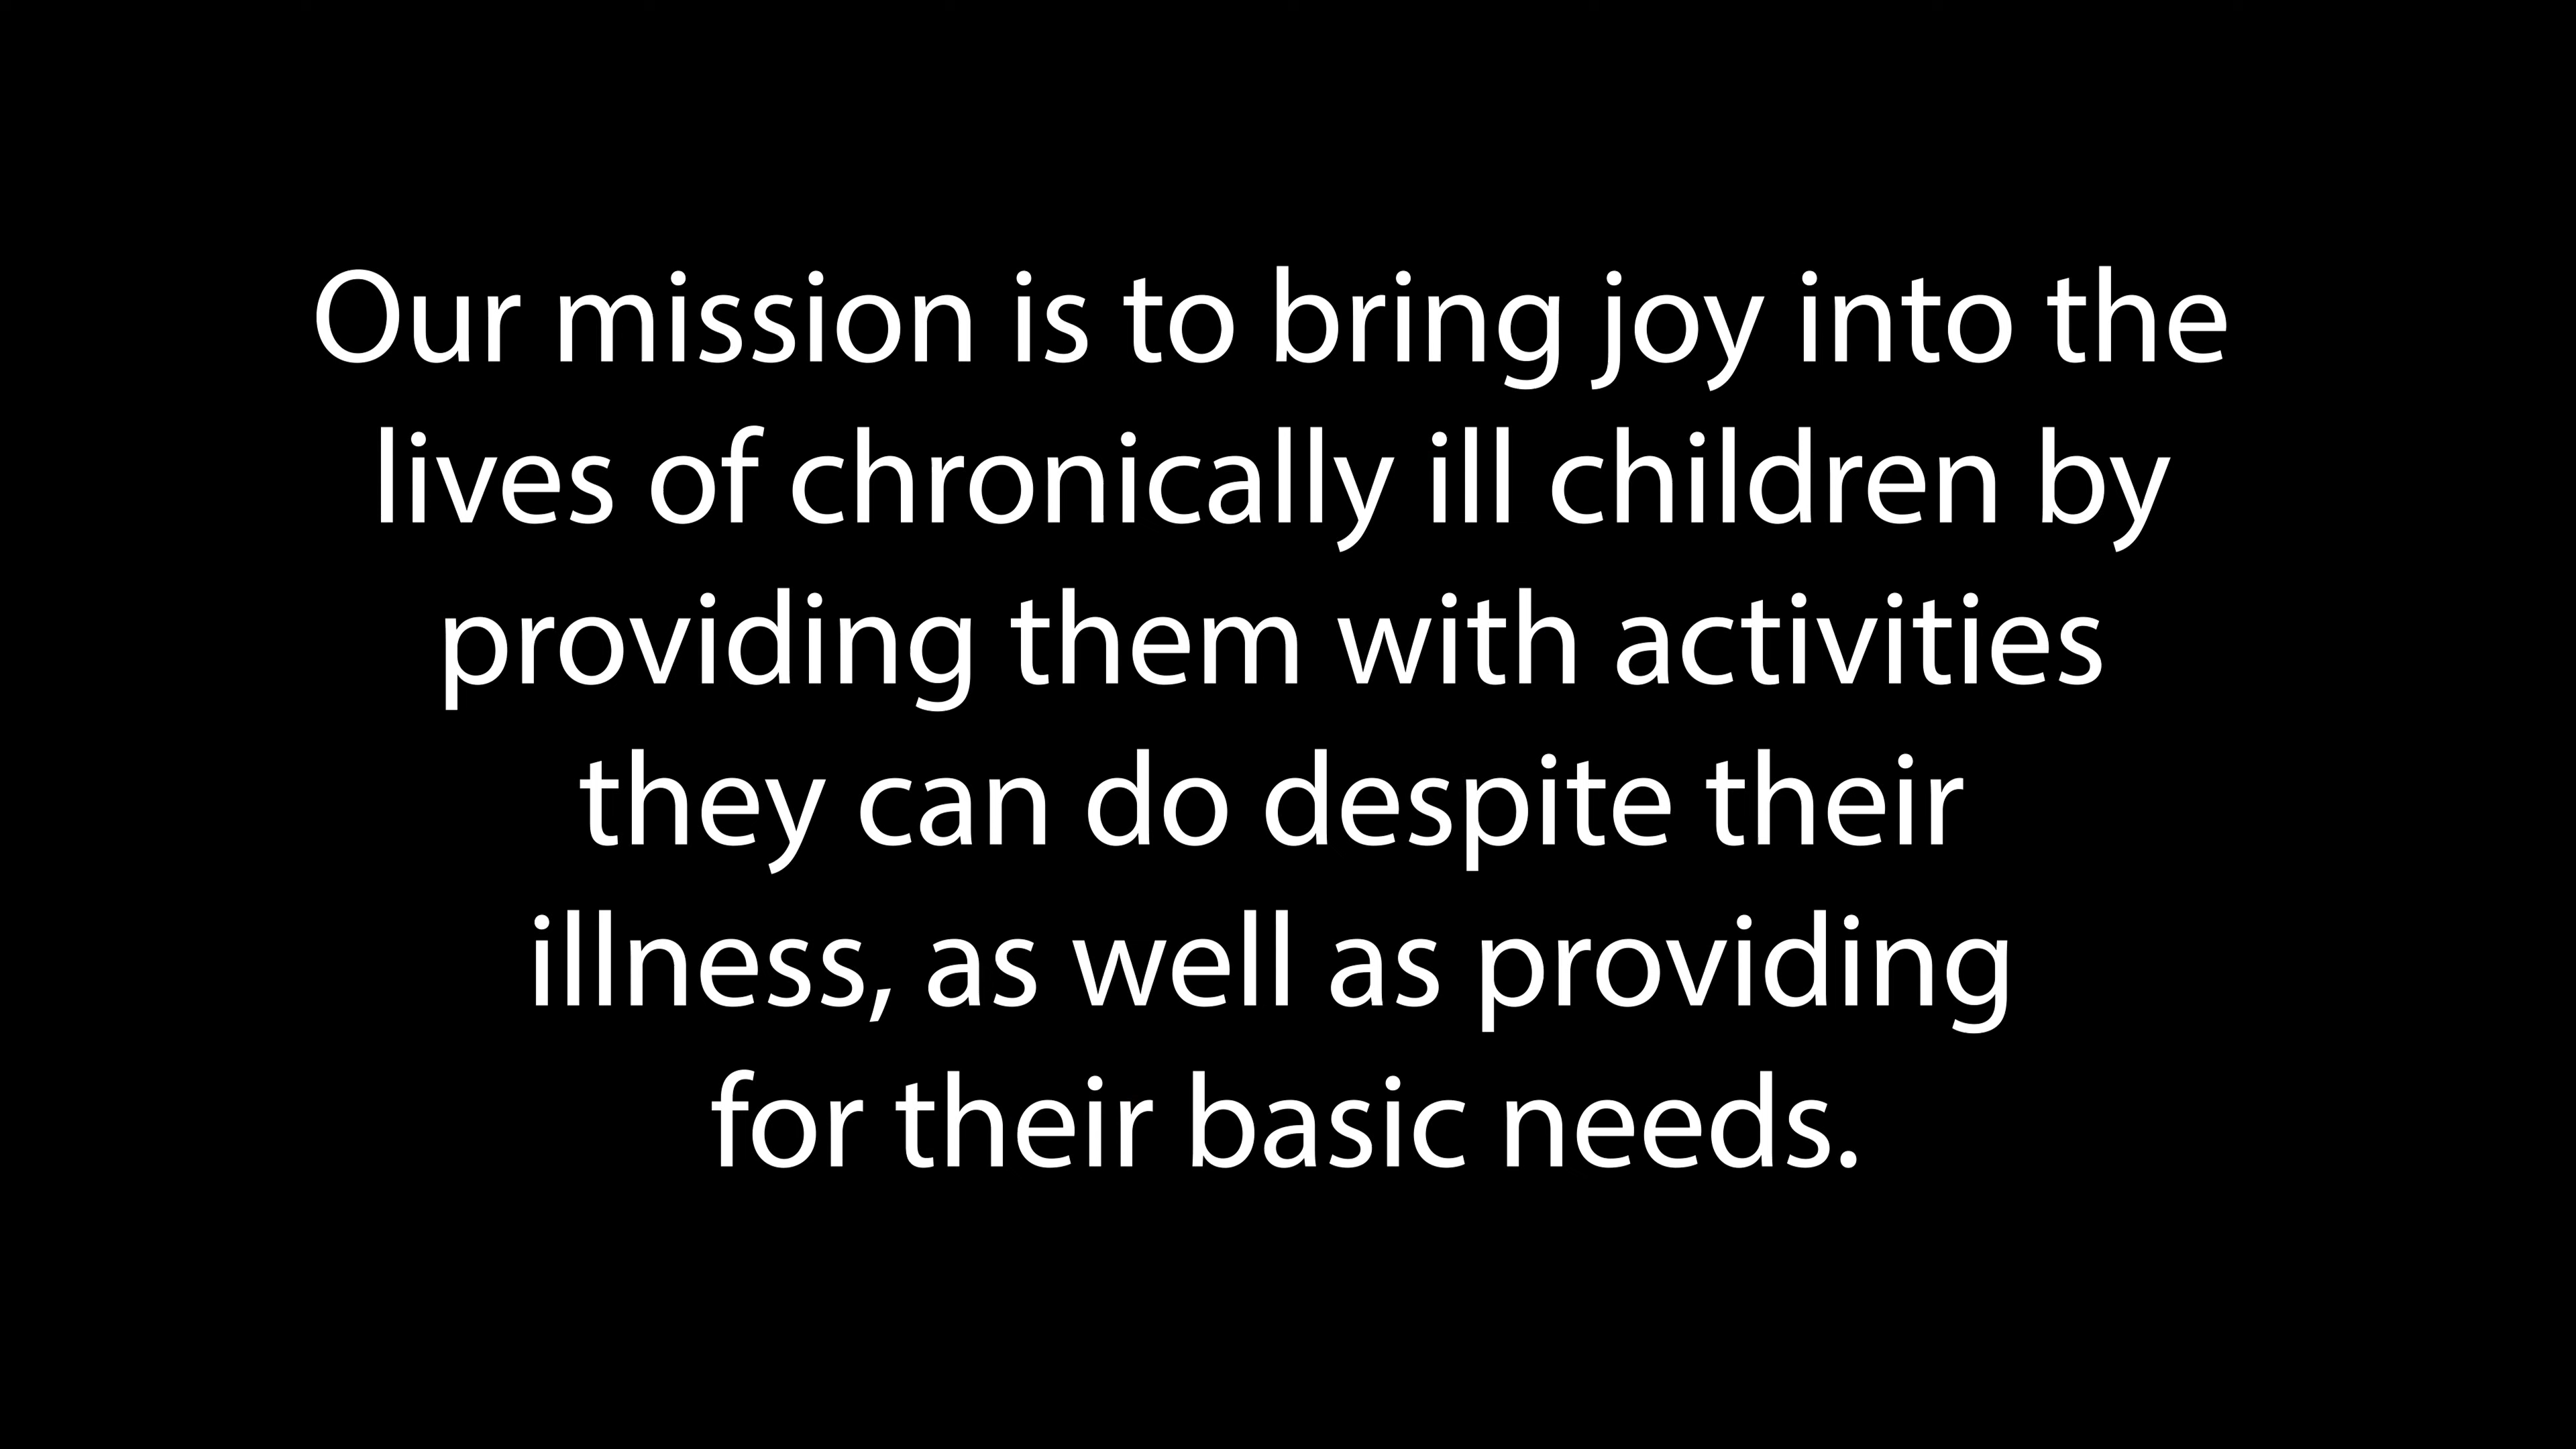 Our mission is to bring joy into the
lives of chronically ill children by
providing them with activities
they can do despite their
illness, as well as providing
for their basic needs.